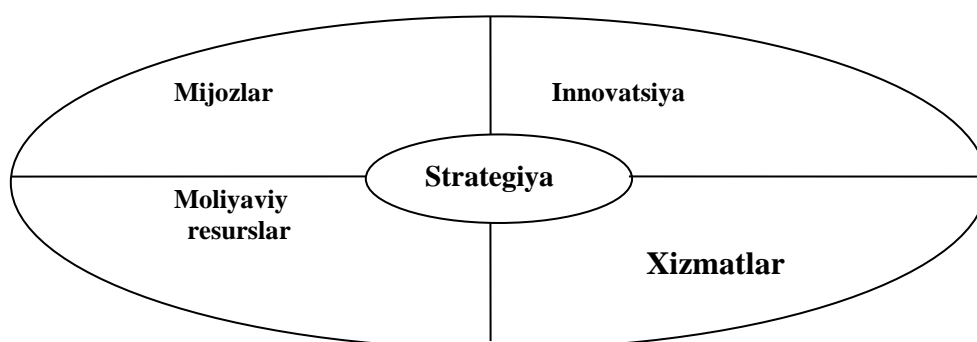 Mijozlar
Innovatsiya
Strategiya
Moliyaviy
resurslar
Xizmatlar